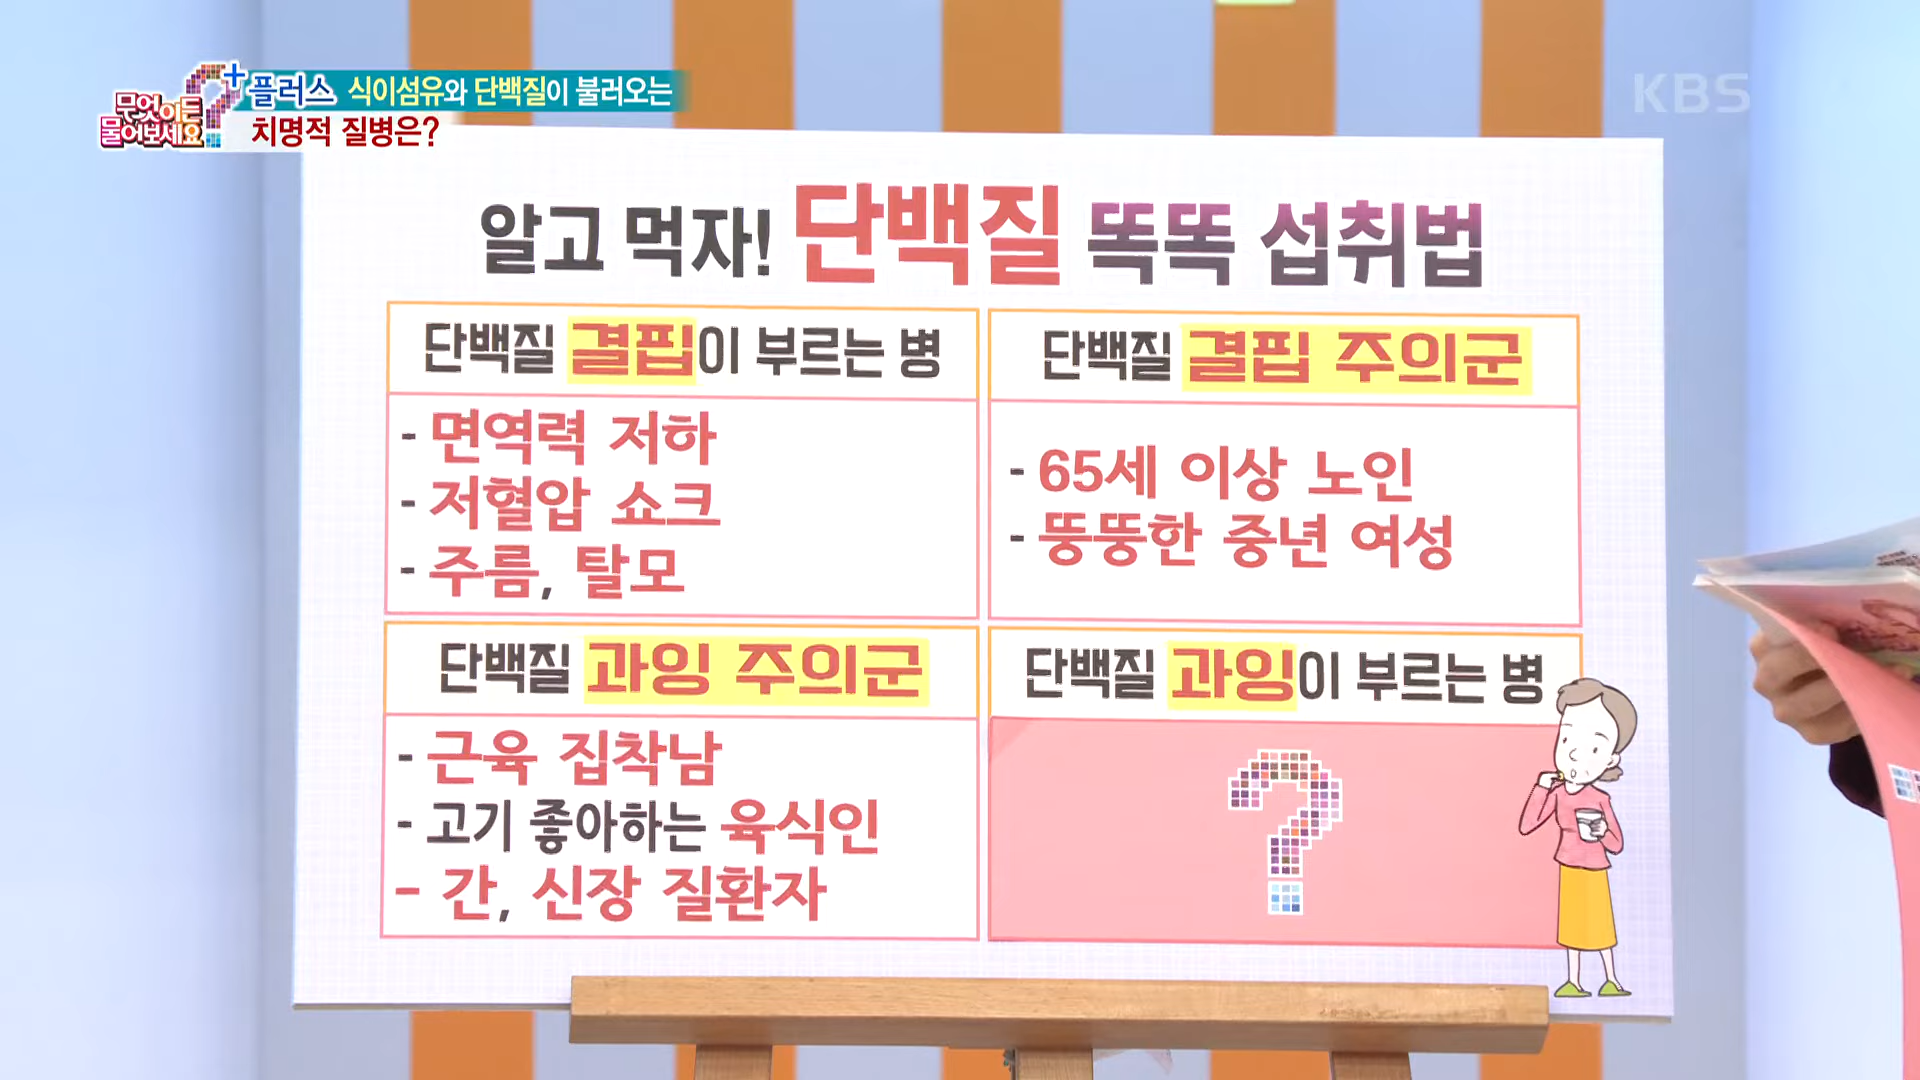 무엇이든
물어보세요
플러스 식이섬유와 단백질이 불러오는
치명적 질병은?
KBS
알고 먹자! 단백질 똑똑 섭취법
단백질 결핍이 부르는 병
- 면역력 저하
- 저혈압 쇼크
- 주름, 탈모
단백질 결핍 주의군
- 65세 이상 노인
- 뚱뚱한 중년 여성
단백질 과잉 주의군
- 근육 집착남
- 고기 좋아하는 육식인
- 간, 신장 질환자
단백질 과잉이 부르는 병
?